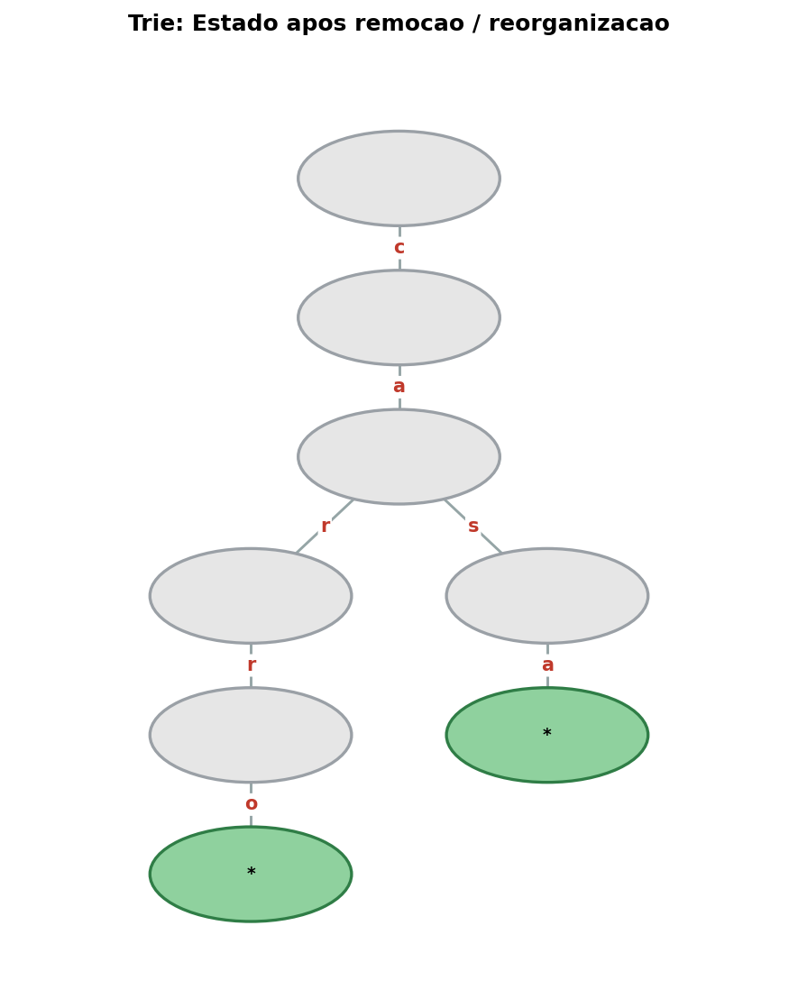 Trie: Estado apos remocao / reorganizacao
c
a
r s
r a
*
o
*